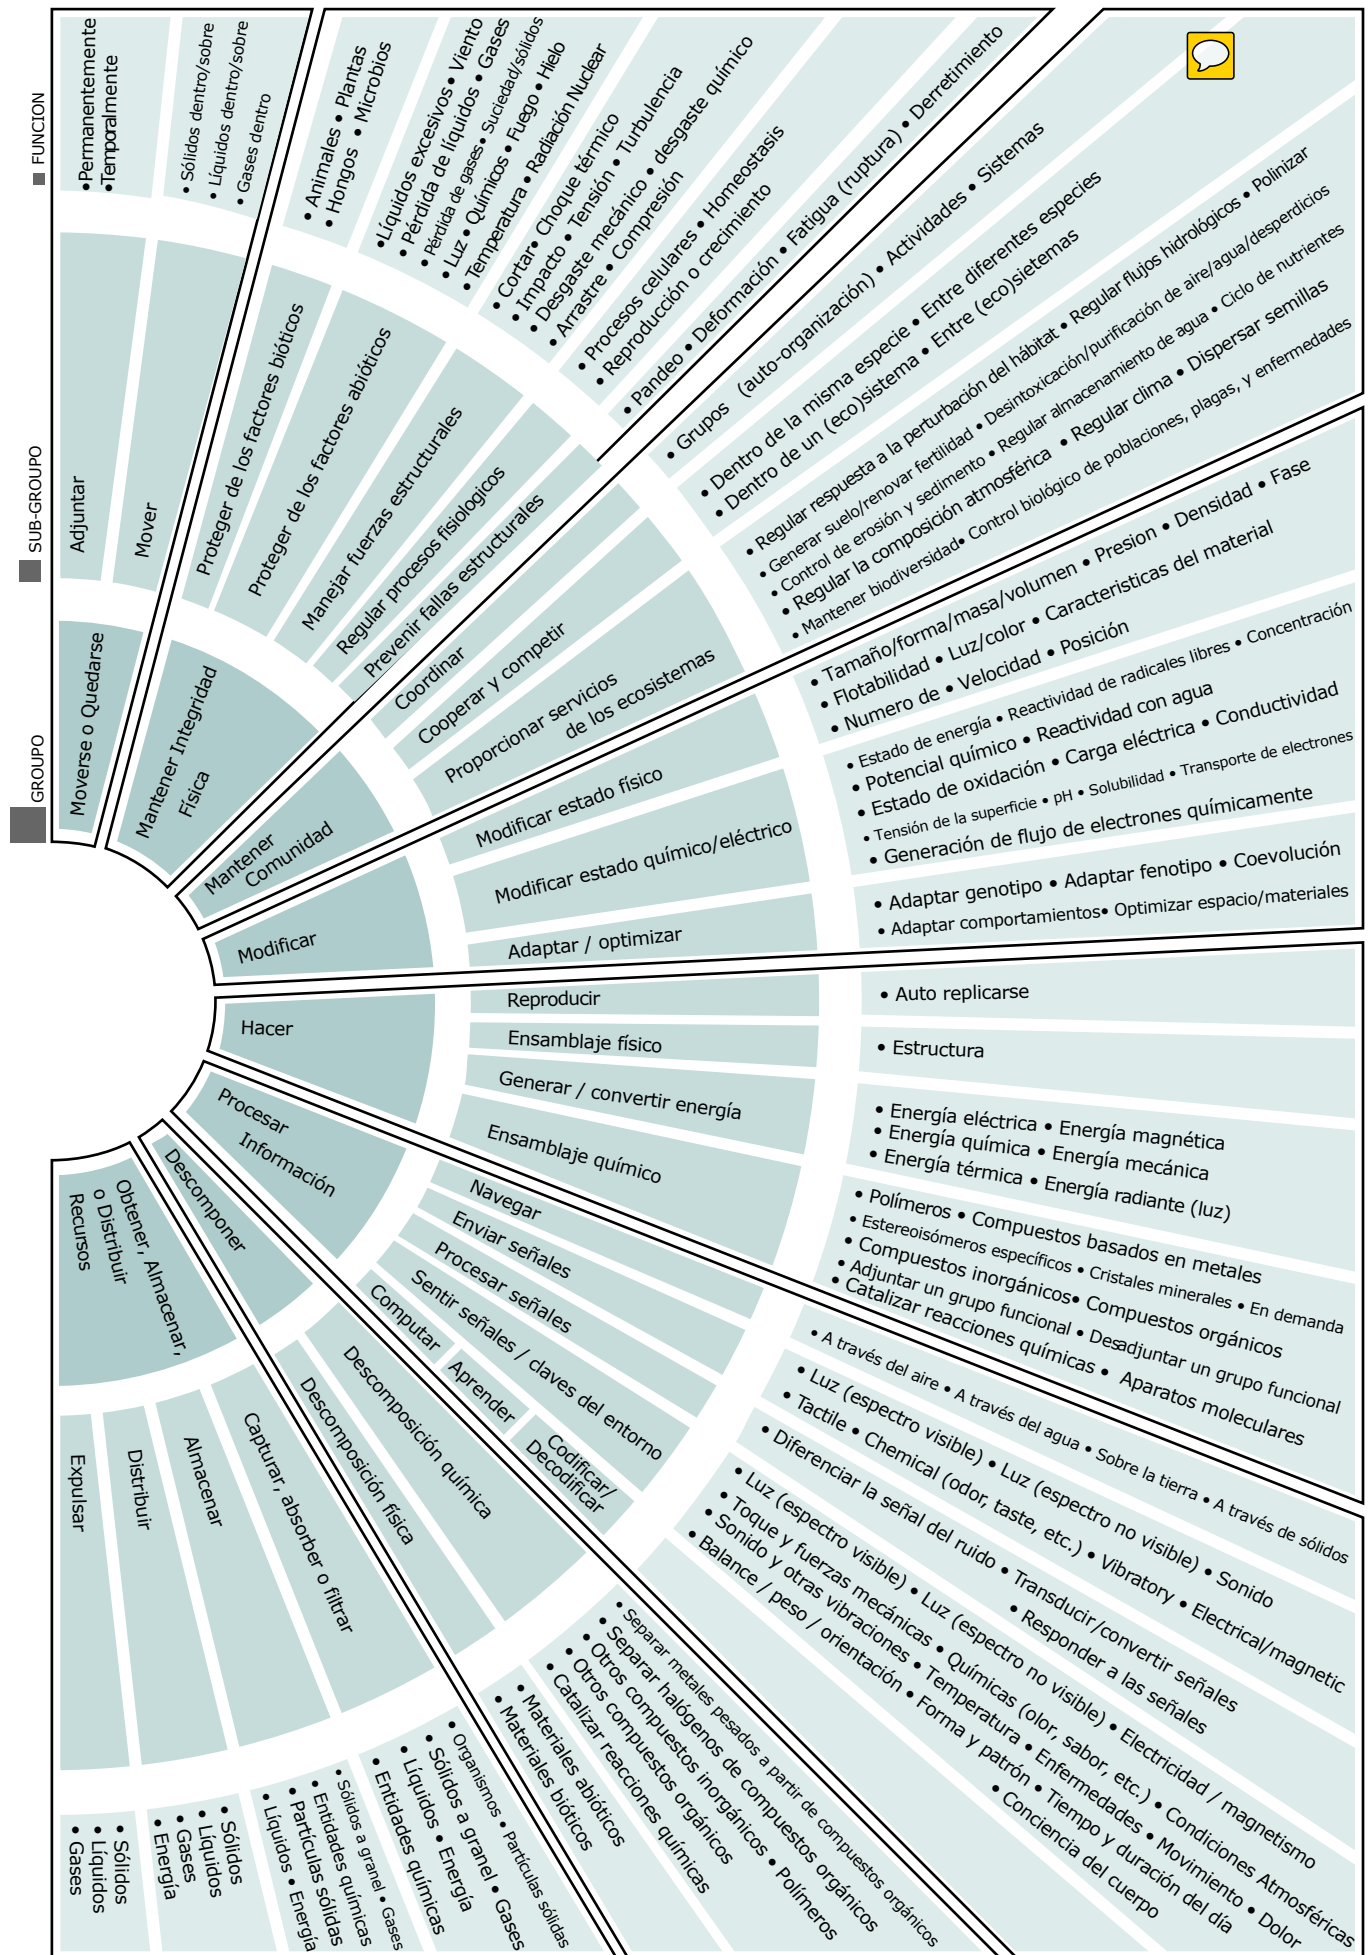 FUNCION
SUB-GROUPO
GROUPO
Moverse o Quedarse
Adjuntar
•Permanentemente
•Temporalmente
Mover
• Sólidos dentro/sobre
• Líquidos dentro/sobre
• Gases dentro
Mantener Integridad
Física
Proteger de los factores bióticos
• Animales • Plantas
• Hongos • Microbios
Proteger de los factores abióticos
•Líquidos excesivos • Viento
• Pérdida de líquidos • Gases
• Pérdida de gases • Suciedad/sólidos
• Luz • Químicos • Fuego • Hielo
• Temperatura • Radiación Nuclear
Manejar fuerzas estructurales
• Cortar • Choque térmico
• Impacto • Tensión • Turbulencia
• Desgaste mecánico • desgaste químico
• Arrastre • Compresión
Regular procesos fisiologicos
• Procesos celulares • Homeostasis
• Reproducción o crecimiento
Prevenir fallas estructurales
• Pandeo • Deformación • Fatigua (ruptura) • Derretimiento
Mantener
Comunidad
Coordinar
• Grupos (auto-organización) • Actividades • Sistemas
Cooperar y competir
• Dentro de la misma especie • Entre diferentes especies
• Dentro de un (eco)sistema • Entre (eco)sietemas
Proporcionar servicios
de los ecosistemas
• Regular respuesta a la perturbación del hábitat • Regular flujos hidrológicos • Polinizar
• Generar suelo/renovar fertilidad • Desintoxicación/purificación de aire/agua/desperdicios
• Control de erosión y sedimento • Regular almacenamiento de agua • Ciclo de nutrientes
• Regular la composición atmosférica • Regular clima • Dispersar semillas
• Mantener biodiversidad• Control biológico de poblaciones, plagas, y enfermedades
Modificar
Modificar estado físico
• Tamaño/forma/masa/volumen • Presion • Densidad • Fase
• Flotabilidad • Luz/color • Caracteristicas del material
• Numero de • Velocidad • Posición
Modificar estado químico/eléctrico
• Estado de energía • Reactividad de radicales libres • Concentración
• Potencial químico • Reactividad con agua
• Estado de oxidación • Carga eléctrica • Conductividad
• Tensión de la superficie • pH • Solubilidad • Transporte de electrones
• Generación de flujo de electrones químicamente
Adaptar / optimizar
• Adaptar genotipo • Adaptar fenotipo • Coevolución
• Adaptar comportamientos• Optimizar espacio/materiales
Hacer
Reproducir
• Auto replicarse
Ensamblaje físico
• Estructura
Generar / convertir energía
• Energía eléctrica • Energía magnética
• Energía química • Energía mecánica
• Energía térmica • Energía radiante (luz)
Ensamblaje químico
• Polímeros • Compuestos basados en metales
• Estereoisómeros específicos • Cristales minerales • En demanda
• Compuestos inorgánicos• Compuestos orgánicos
• Adjuntar un grupo funcional • Desadjuntar un grupo funcional
• Catalizar reacciones químicas • Aparatos moleculares
Procesar
Información
Navegar
• A través del aire • A través del agua • Sobre la tierra • A través de sólidos
Enviar señales
• Luz (espectro visible) • Luz (espectro no visible) • Sonido
• Tactile • Chemical (odor, taste, etc.) • Vibratory • Electrical/magnetic
Procesar señales
• Diferenciar la señal del ruido • Transducir/convertir señales
• Responder a las señales
Sentir señales / claves del entorno
• Luz (espectro visible) • Luz (espectro no visible) • Electricidad / magnetismo
• Toque y fuerzas mecánicas • Químicas (olor, sabor, etc.) • Condiciones Atmosféricas
• Sonido y otras vibraciones • Temperatura • Enfermedades • Movimiento • Dolor
• Balance / peso / orientación • Forma y patrón • Tiempo y duración del día
• Conciencia del cuerpo
Computar
Aprender
Codificar/
Decodificar
Descomponer
Descomposición química
• Separar metales pesados a partir de compuestos orgánicos
• Separar halógenos de compuestos orgánicos
• Otros compuestos inorgánicos • Polímeros
• Otros compuestos orgánicos
• Catalizar reacciones químicas
Descomposición física
• Materiales abióticos
• Materiales bióticos
Obtener, Almacenar,
o Distribuir
Recursos
Capturar, absorber o filtrar
• Organismos • Partículas sólidas
• Sólidos a granel • Gases
• Líquidos • Energía
• Entidades químicas
Almacenar
• Sólidos a granel • Gases
• Entidades químicas
• Partículas sólidas
• Líquidos • Energía
Distribuir
• Sólidos
• Líquidos
• Gases
• Energía
Expulsar
• Sólidos
• Líquidos
• Gases